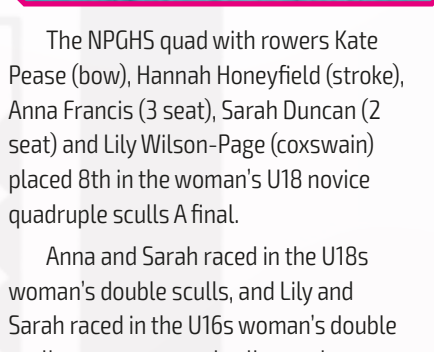 The NPGHS quad with rowers Kate
Pease (bow), Hannah Honeyfield (stroke),
Anna Francis (3 seat), Sarah Duncan (2
seat) and Lily Wilson-Page (coxswain)
placed 8th in the woman's U18 novice
quadruple sculls A final.
Anna and Sarah raced in the U18s
woman's double sculls, and Lily and
Sarah raced in the U16s woman's double